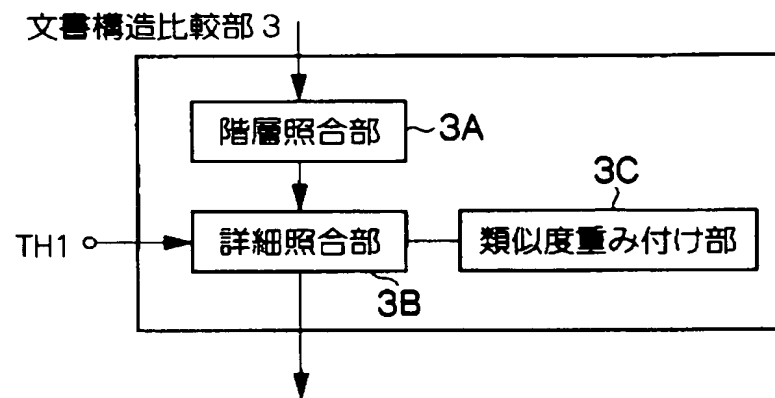 文書構造比較部3
階層照合部
3A
3C
TH1
詳細照合部
類似度重み付け部
3B